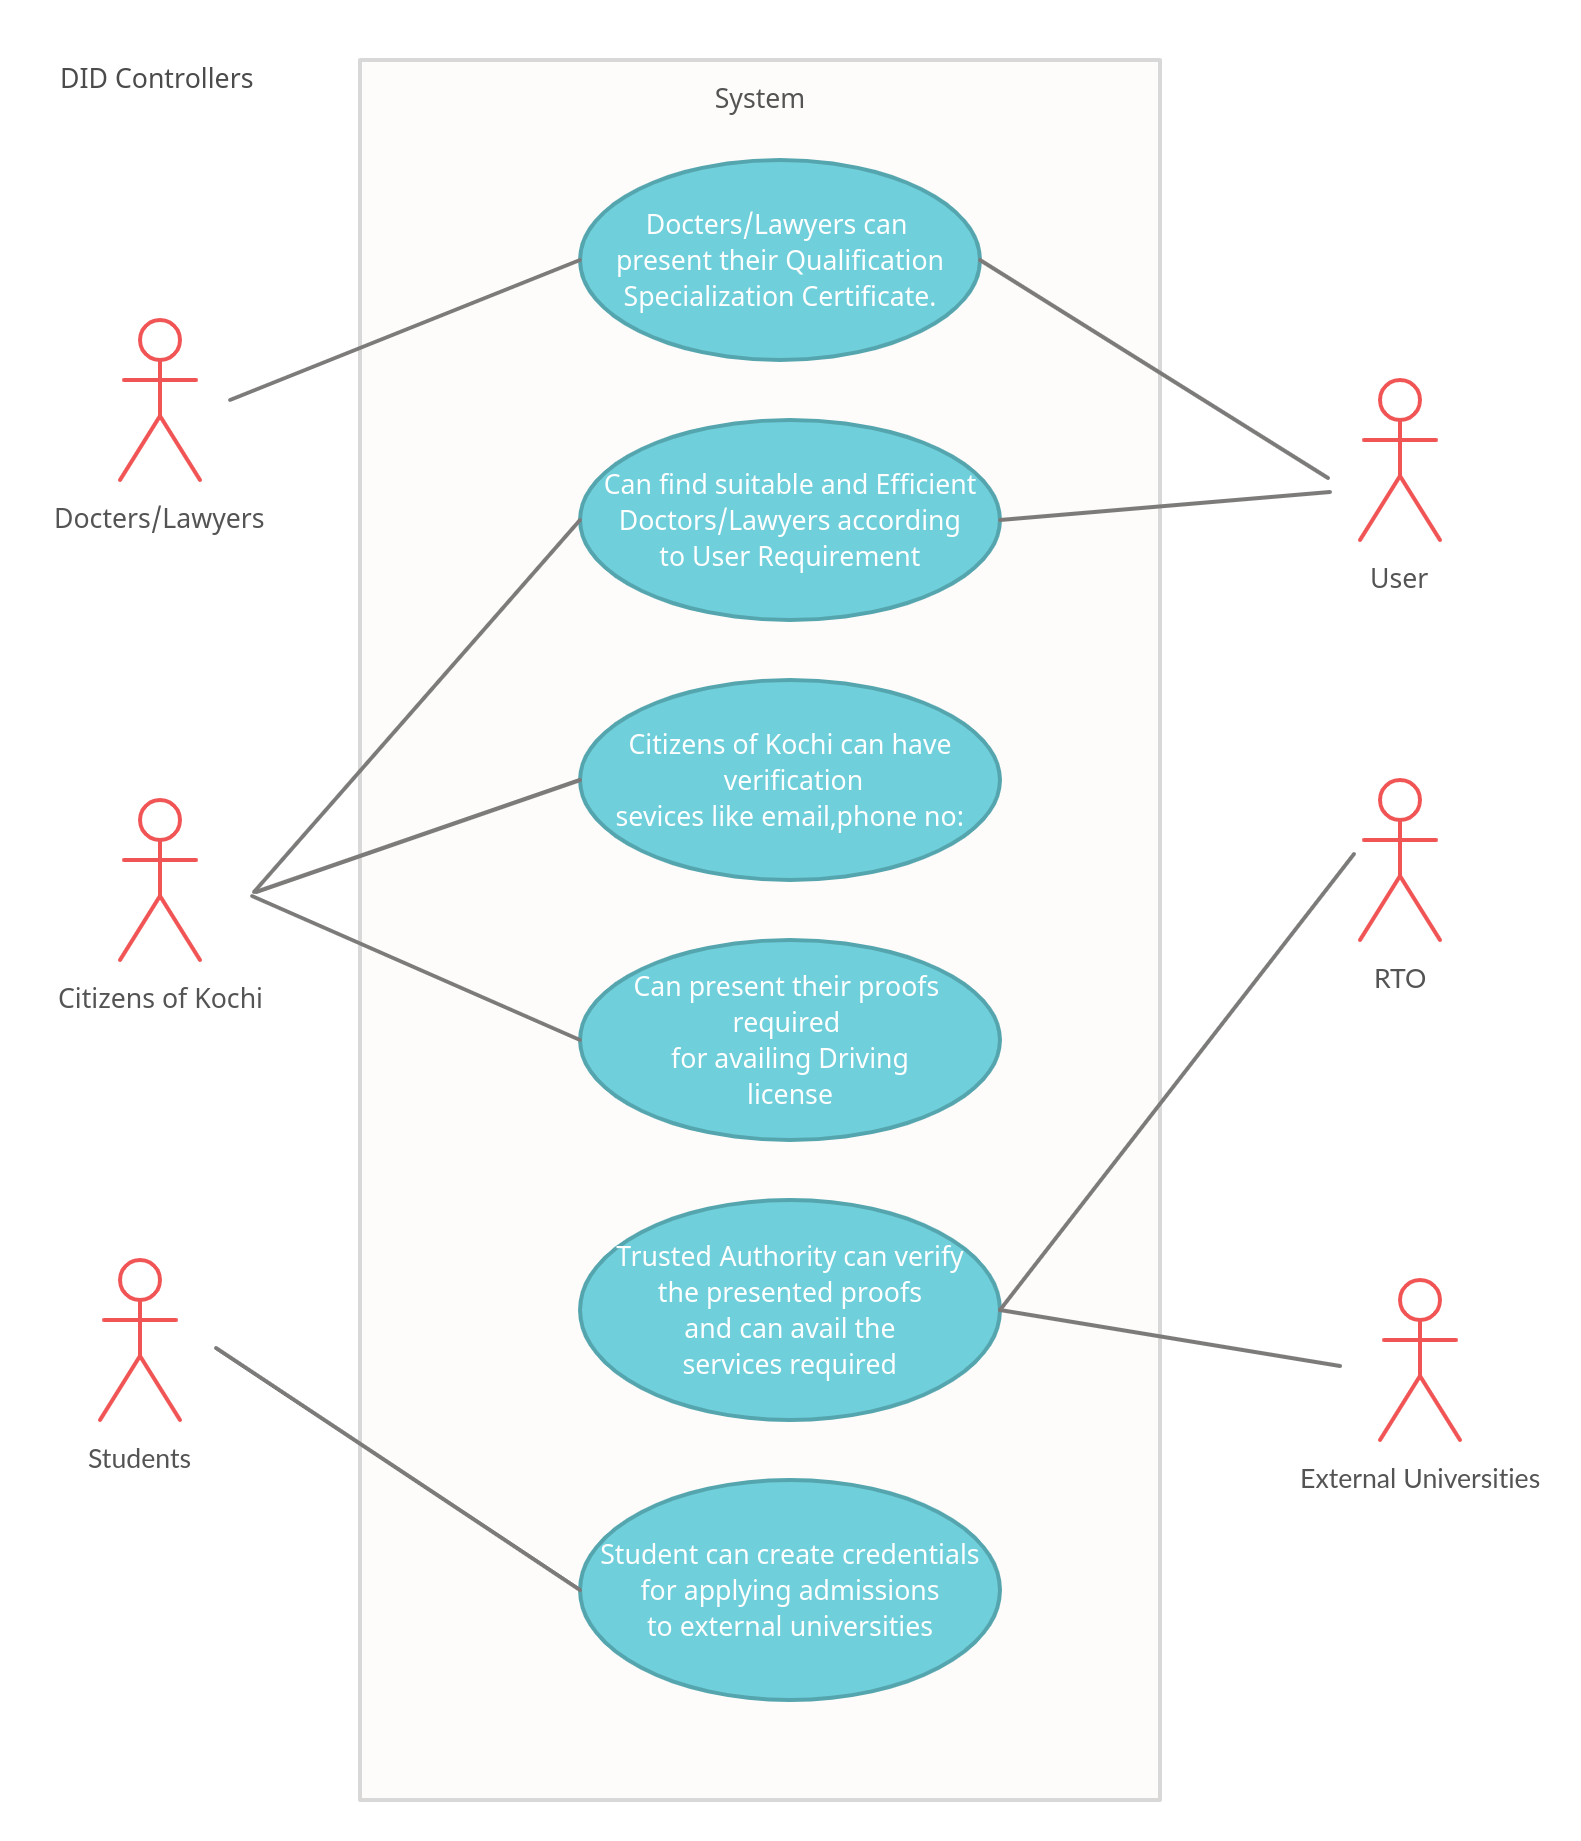 DID Controllers
System
Docters/Lawyers can
present their Qualification
Specialization Certificate.
Docters/Lawyers
Can find suitable and Efficient
Doctors/Lawyers according
to User Requirement
User
Citizens of Kochi can have
verification
sevices like email,phone no:
Citizens of Kochi
Can present their proofs
required
for availing Driving
license
RTO
Trusted Authority can verify
the presented proofs
and can avail the
services required
Students
External Universities
Student can create credentials
for applying admissions
to external universities